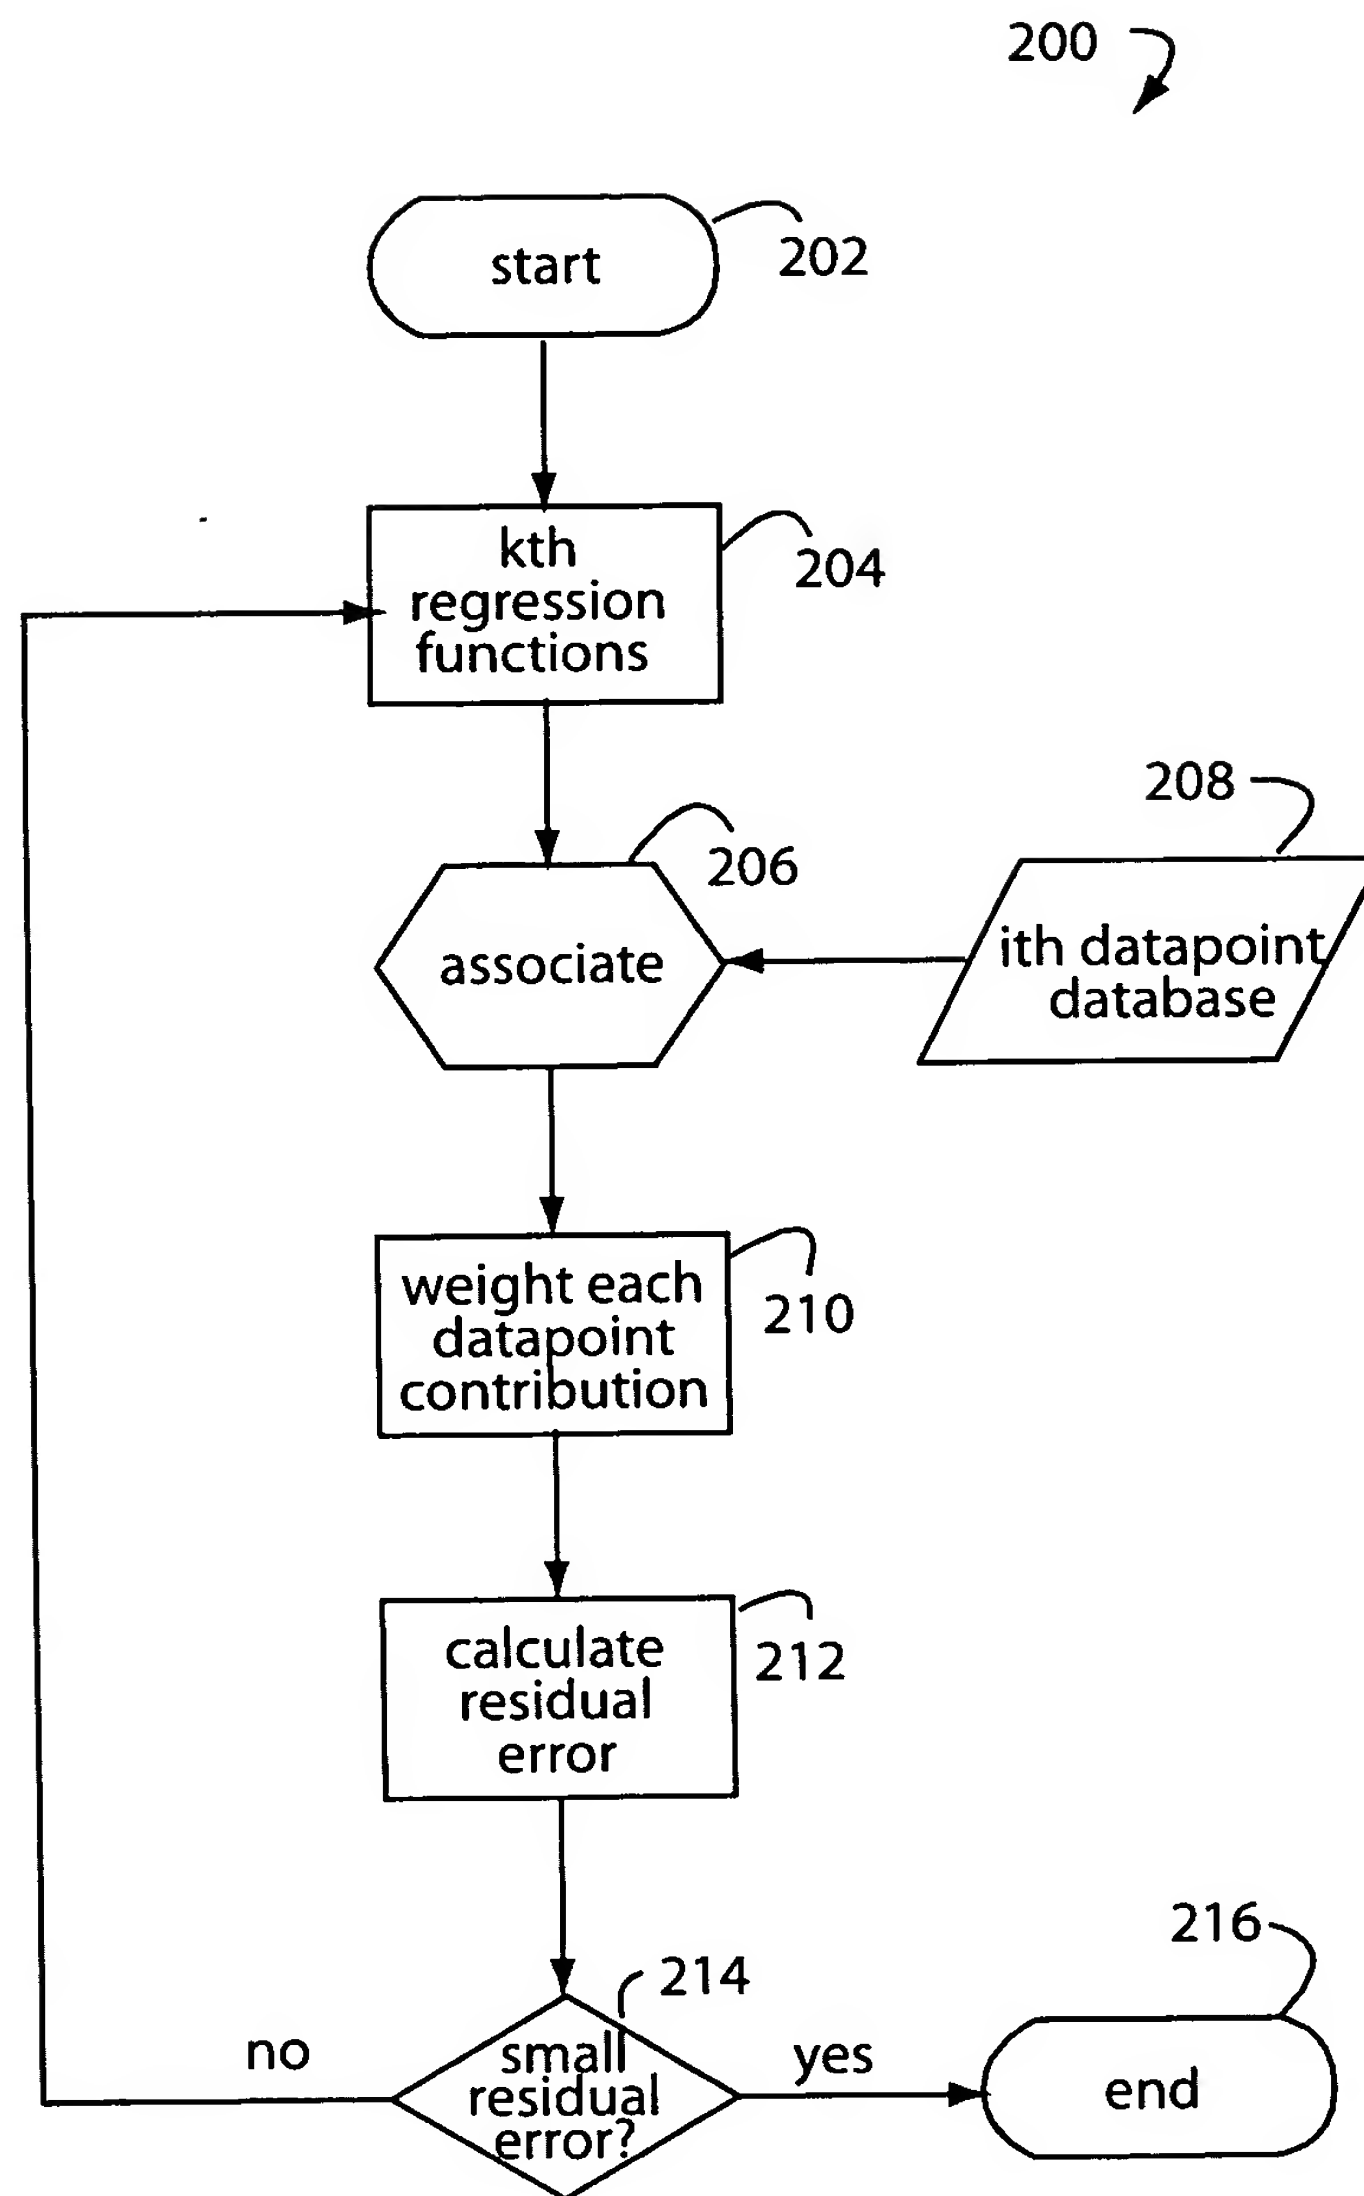 200
start
202
kth
regression
functions
204
208
206
associate
ith datapoint
database
weight each
datapoint
contribution
210
calculate
residual
error
212
216
214
no
small
residual
error?
yes
end